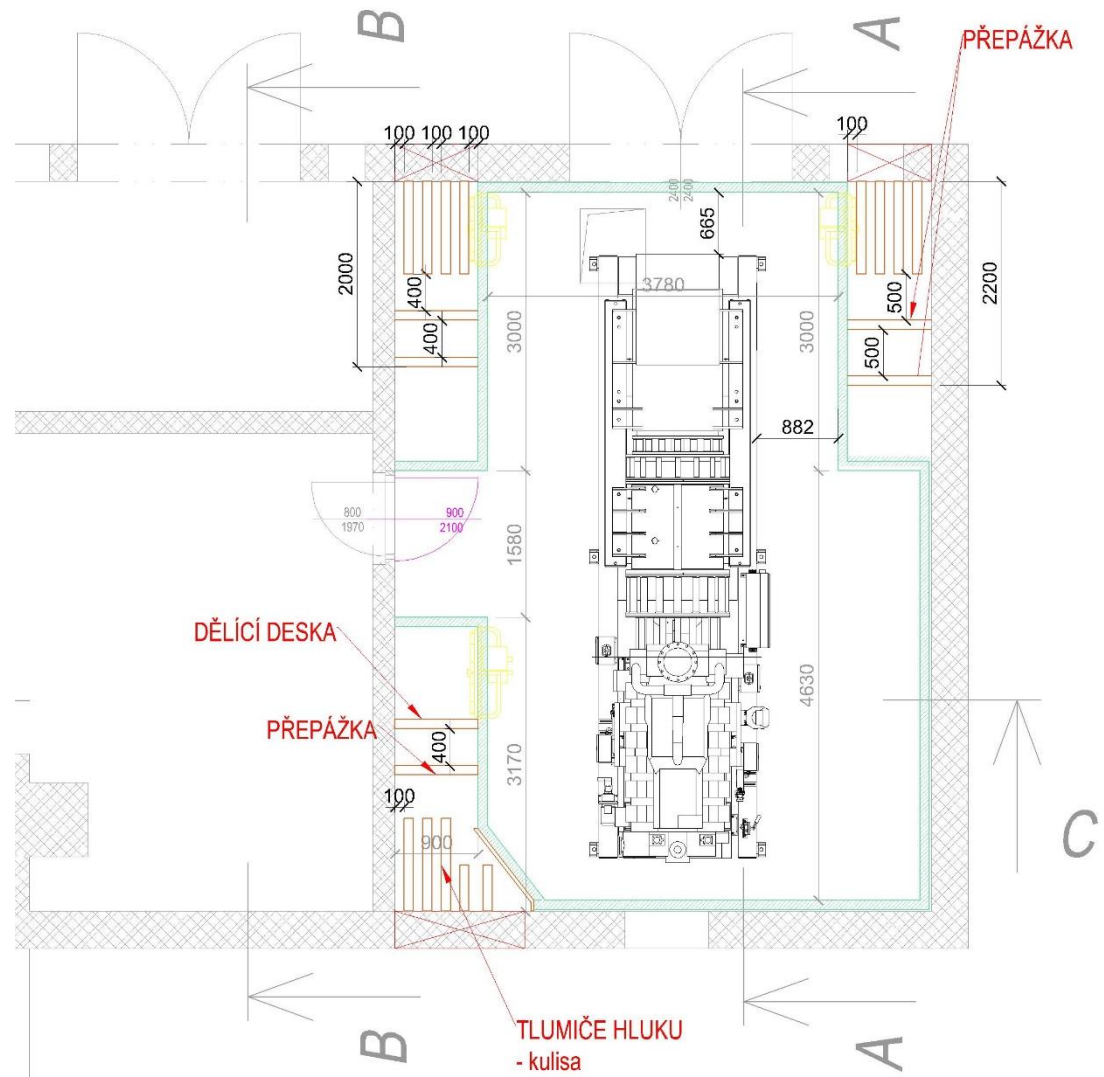 B
A
PŘEPÁŽKA
100
100
100
100
2400
2400
665
2000
400
400
3000
3780
3000
500
500
2200
882
800
1970
900
2100
1580
DĚLÍCÍ DESKA
PŘEPÁŽKA
400
3170
4630
100
900
C
B
A
TLUMIČE HLUKU
- kulisa